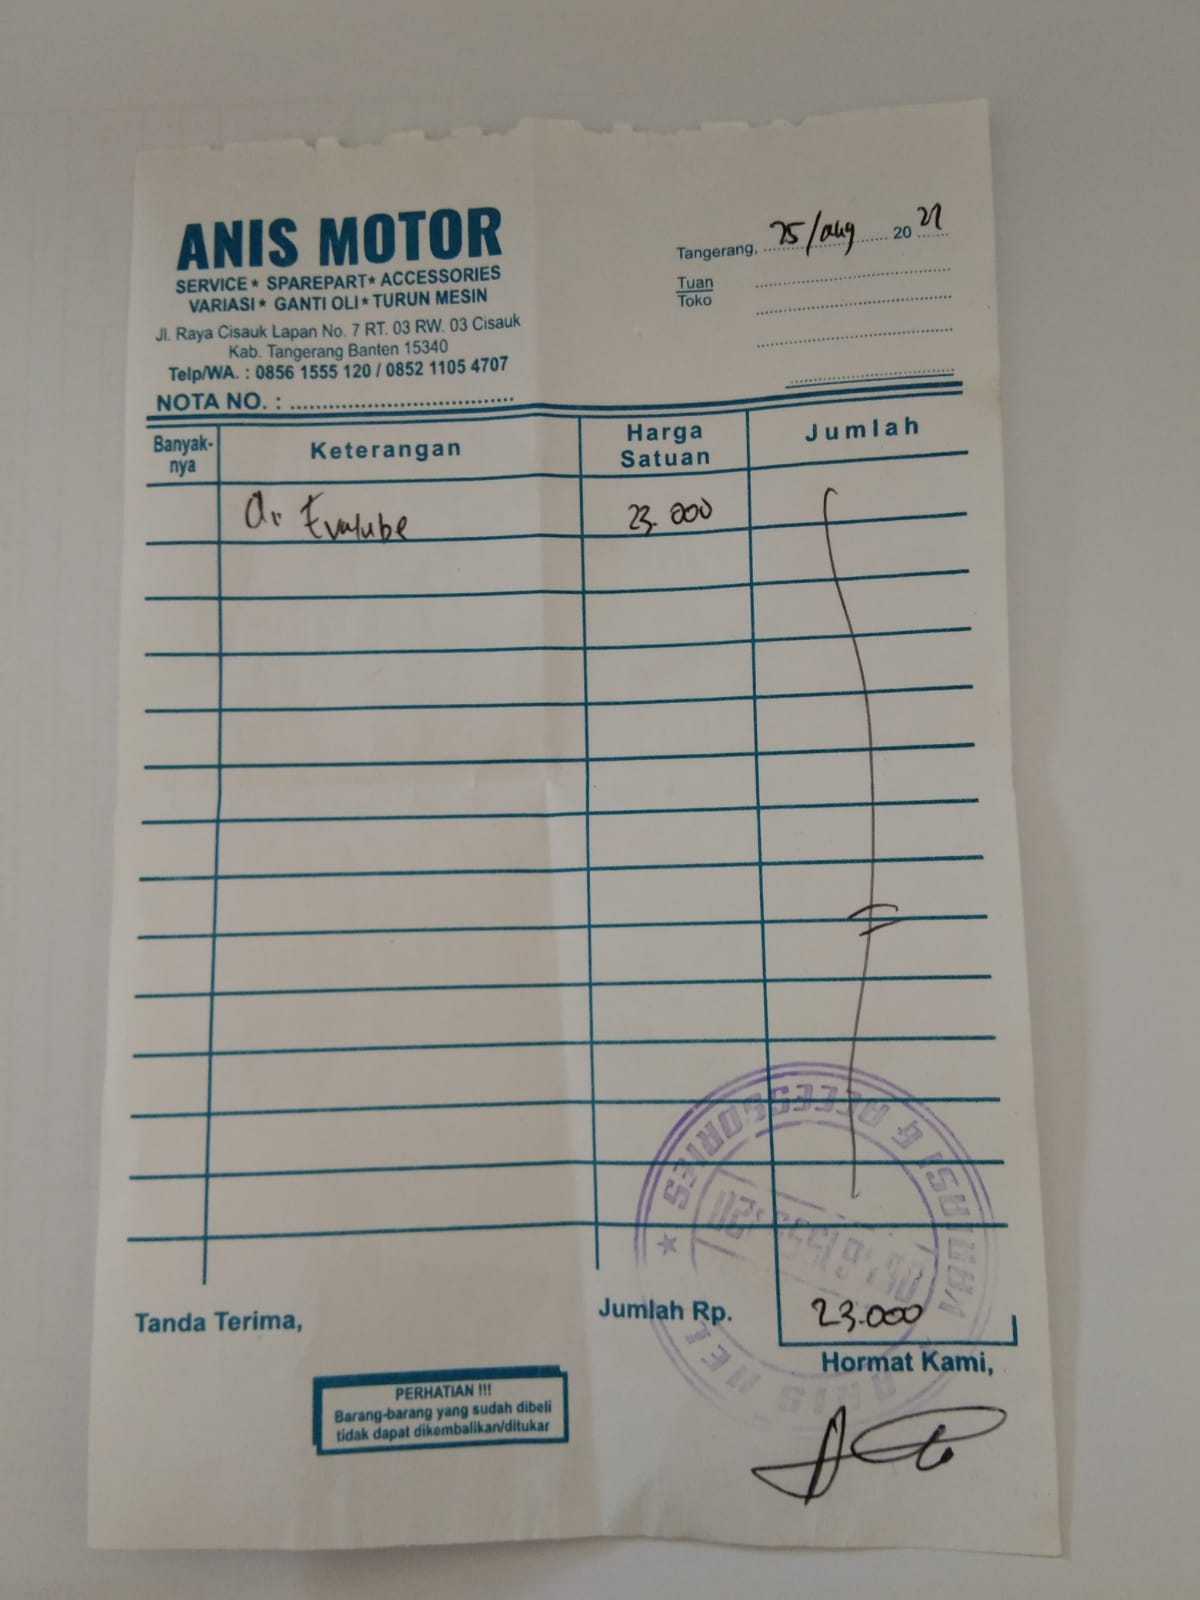 ANIS MOTOR
SERVICE ★ SPAREPART ★ ACCESSORIES
VARIASI ★ GANTI OLI ★ TURUN MESIN
Jl. Raya Cisauk Lapan No. 7 RT. 03 RW. 03 Cisauk
Kab. Tangerang Banten 15340
Telp/WA. : 0856 1555 120 / 0852 1105 4707
NOTA NO. :
Tangerang, 25/aug 2021
Tuan
Toko
Banyak-
nya
Keterangan
Harga
Satuan
Jumlah
Evalube 23.000
Tanda Terima,
Jumlah Rp. 23.000
Hormat Kami,
PERHATIAN !!!
Barang-barang yang sudah dibeli
tidak dapat dikembalikan/ditukar
VARIASI & ACCESSORIES